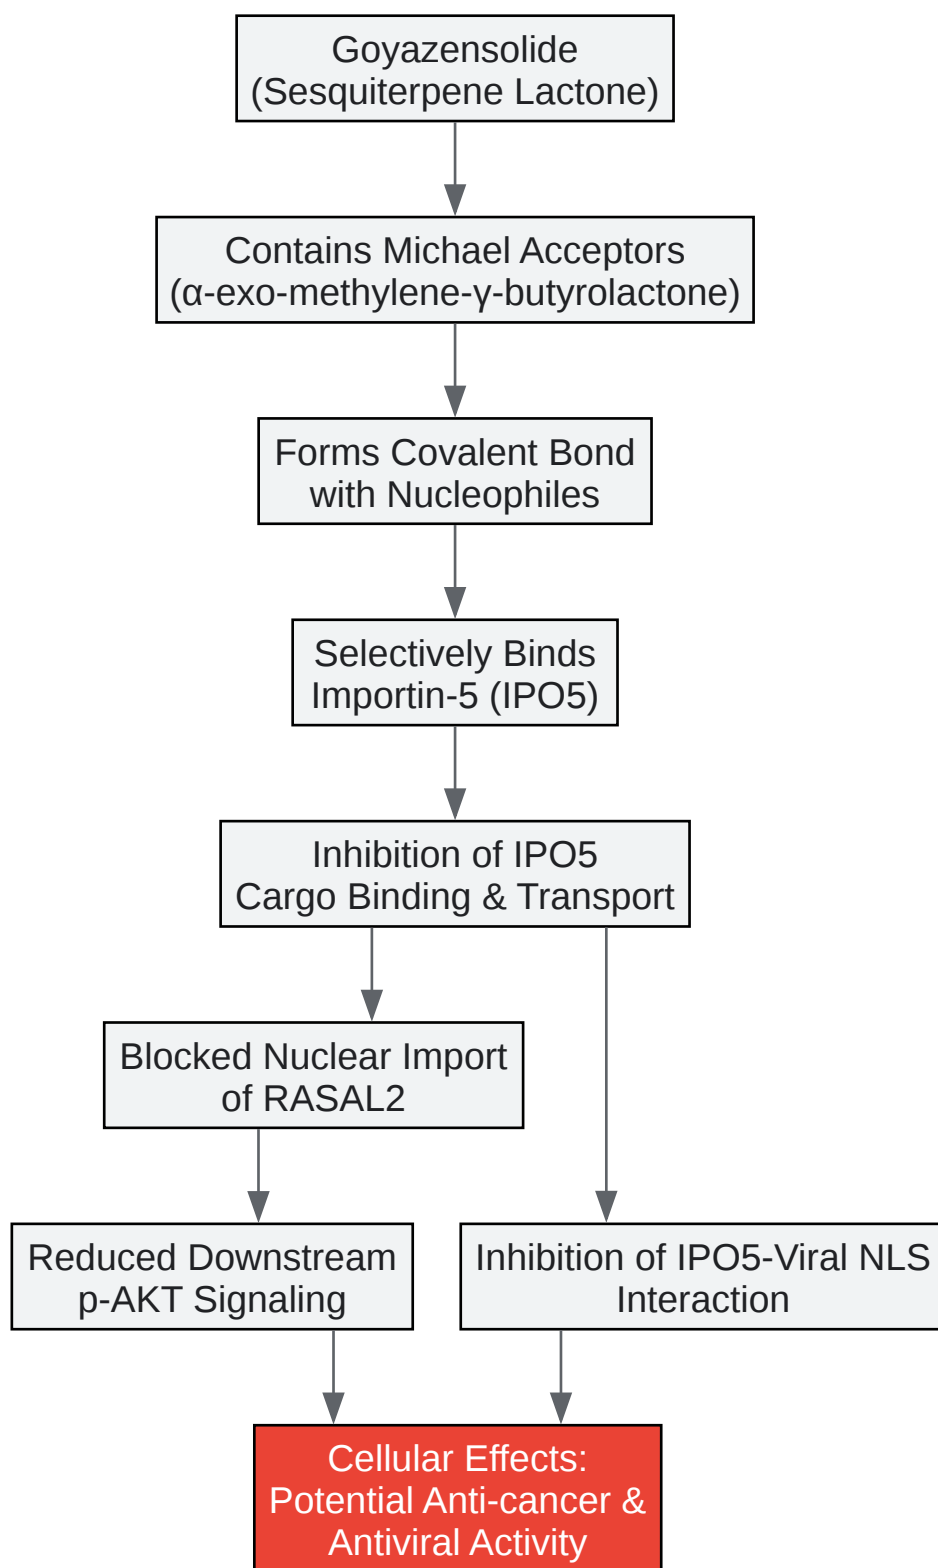 Goyazensolide
(Sesquiterpene Lactone)
Contains Michael Acceptors
(α-exo-methylene-γ-butyrolactone)
Forms Covalent Bond
with Nucleophiles
Selectively Binds
Importin-5 (IPO5)
Inhibition of IPO5
Cargo Binding & Transport
Blocked Nuclear Import
of RASAL2
Reduced Downstream
p-AKT Signaling
Inhibition of IPO5-Viral NLS
Interaction
Cellular Effects:
Potential Anti-cancer &
Antiviral Activity